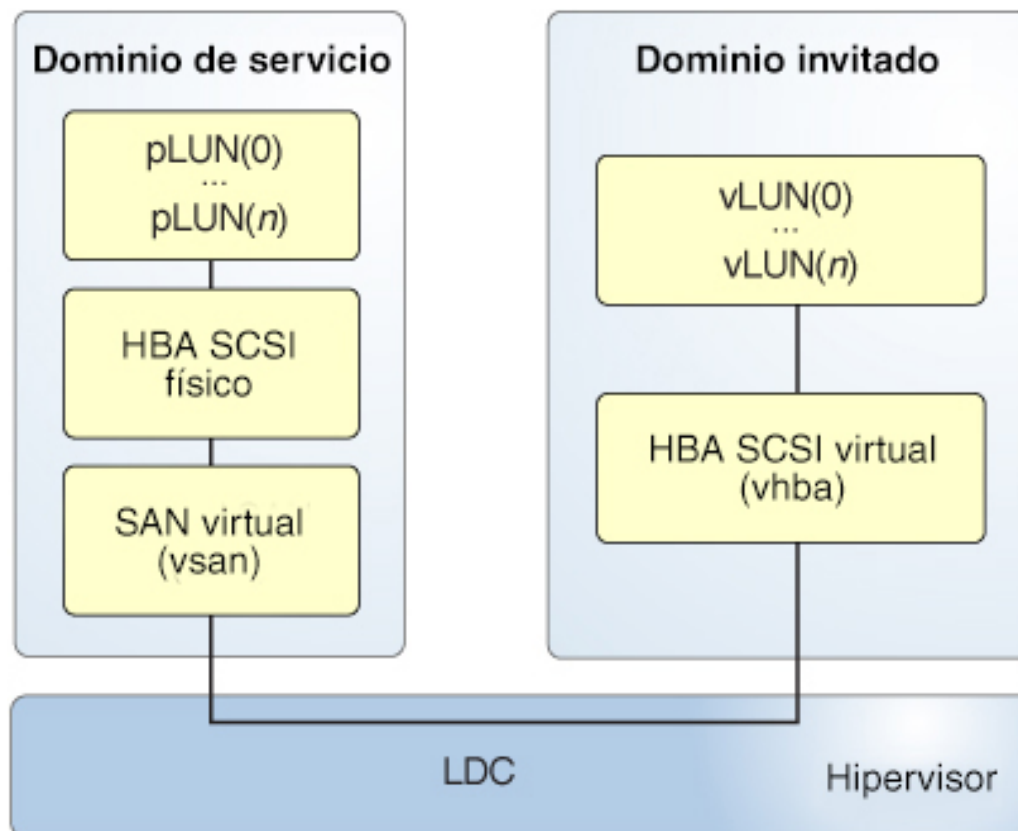 Dominio de servicio
pLUN(0)
...
pLUN(n)
HBA SCSI
físico
SAN virtual
(vsan)
Dominio invitado
vLUN(0)
...
vLUN(n)
HBA SCSI virtual
(vhba)
LDC
Hipervisor